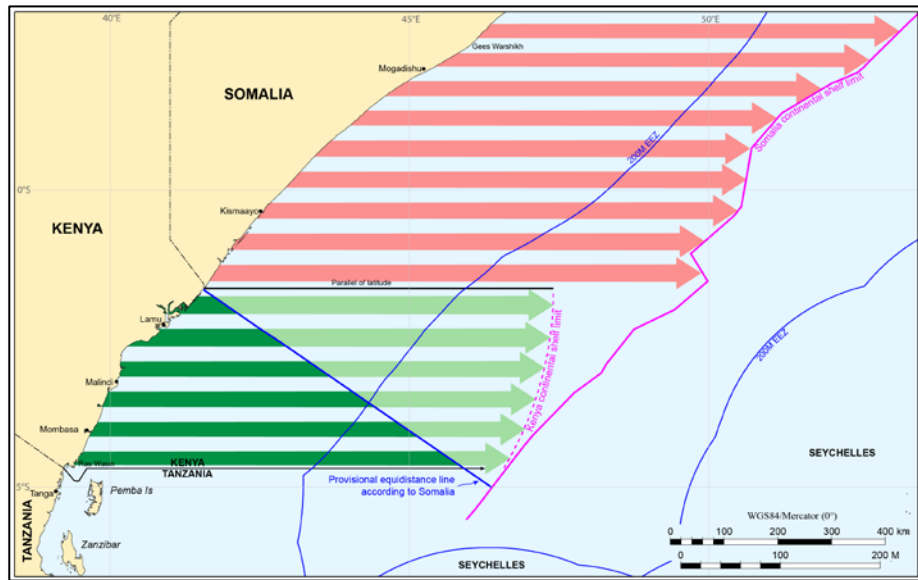 40°E
45°E
50°E
Gees Warshikh
Mogadishu
SOMALIA
Somalia continental shelf limit
200M EEZ
0°S
Kismaayo
KENYA
Parallel of latitude
Lamu
Kenya continental shelf limit
200M EEZ
Malindi
Mombasa
SEYCHELLES
Ras Wasin
KENYA
TANZANIA
5°S
Provisional equidistance line
according to Somalia
Tanga
Pemba Is
WGS84/Mercator (0°)
TANZANIA
Zanzibar
0 100 200 300 400 km
0 100 200 M
SEYCHELLES